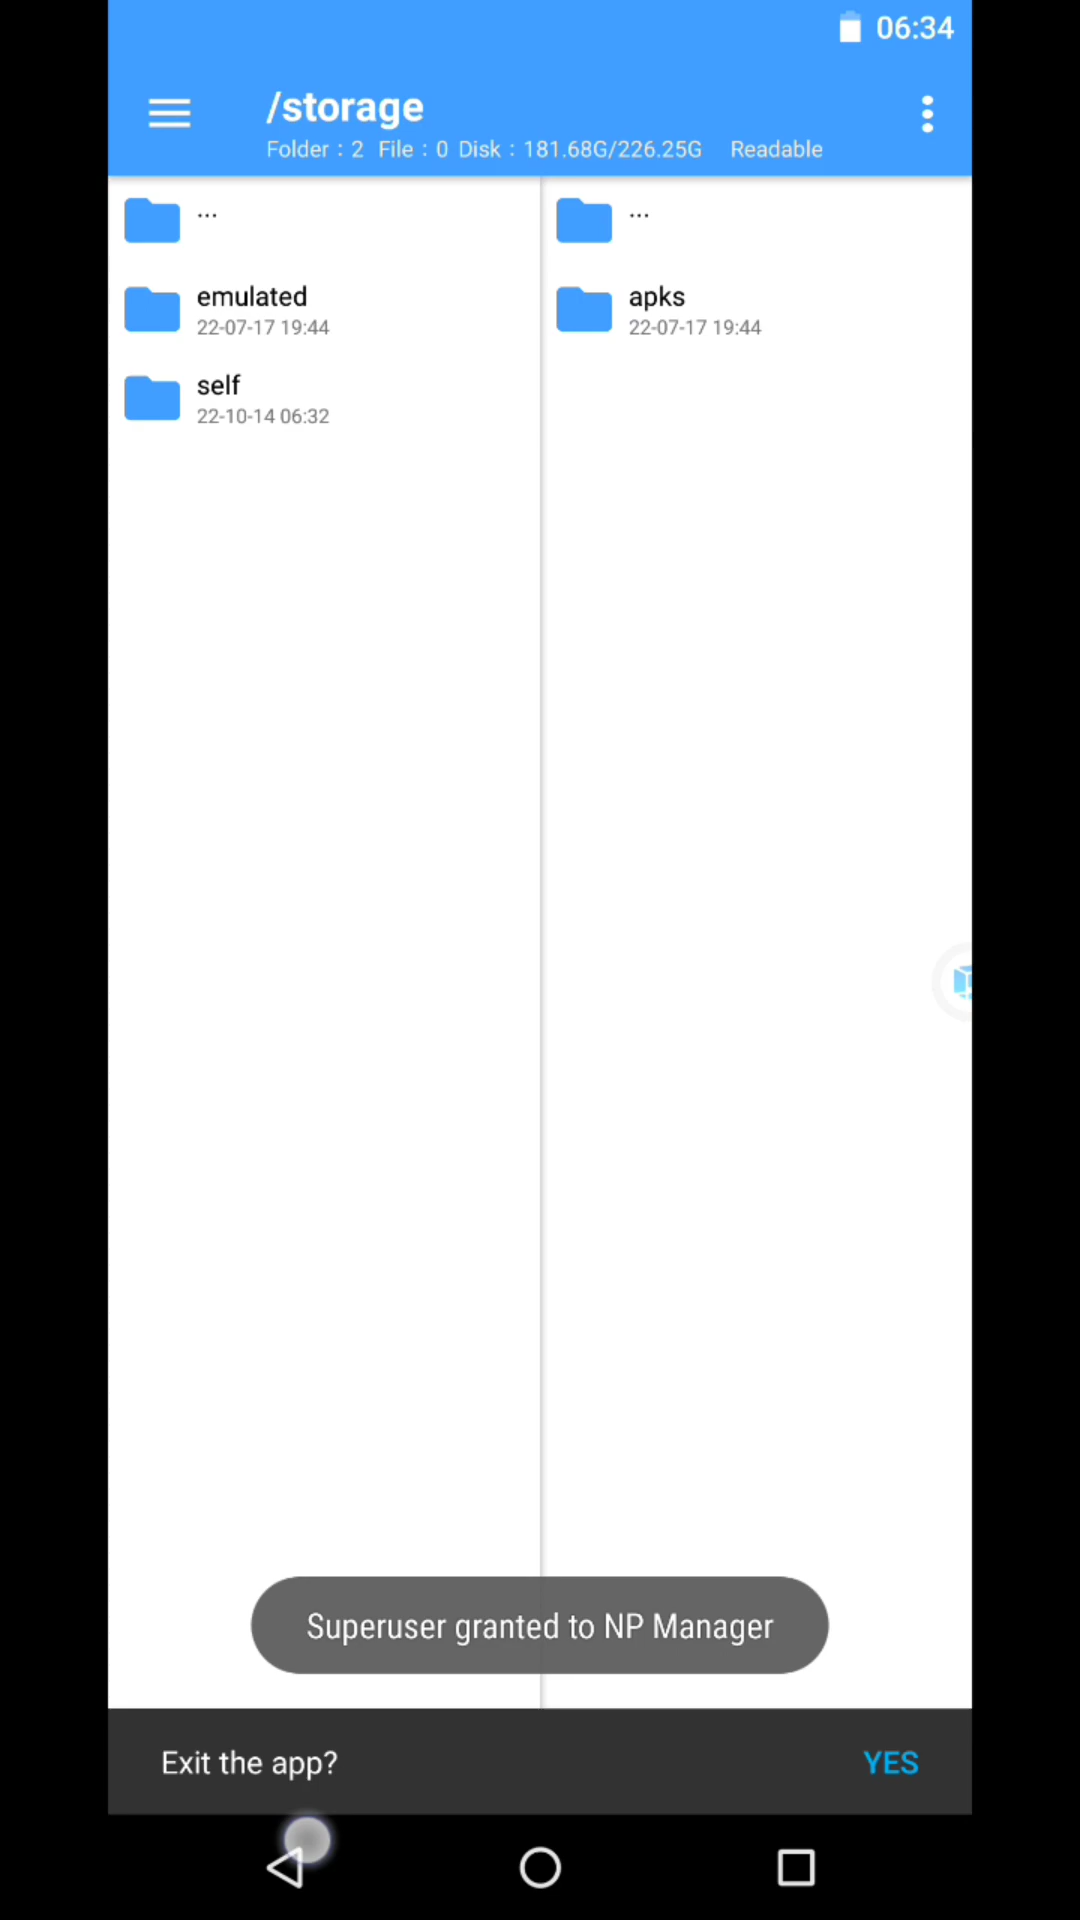 06:34
/storage
Folder : 2 File : 0 Disk : 181.68G/226.25G Readable
...
emulated
22-07-17 19:44
self
22-10-14 06:32
...
apks
22-07-17 19:44
Superuser granted to NP Manager
Exit the app?
YES